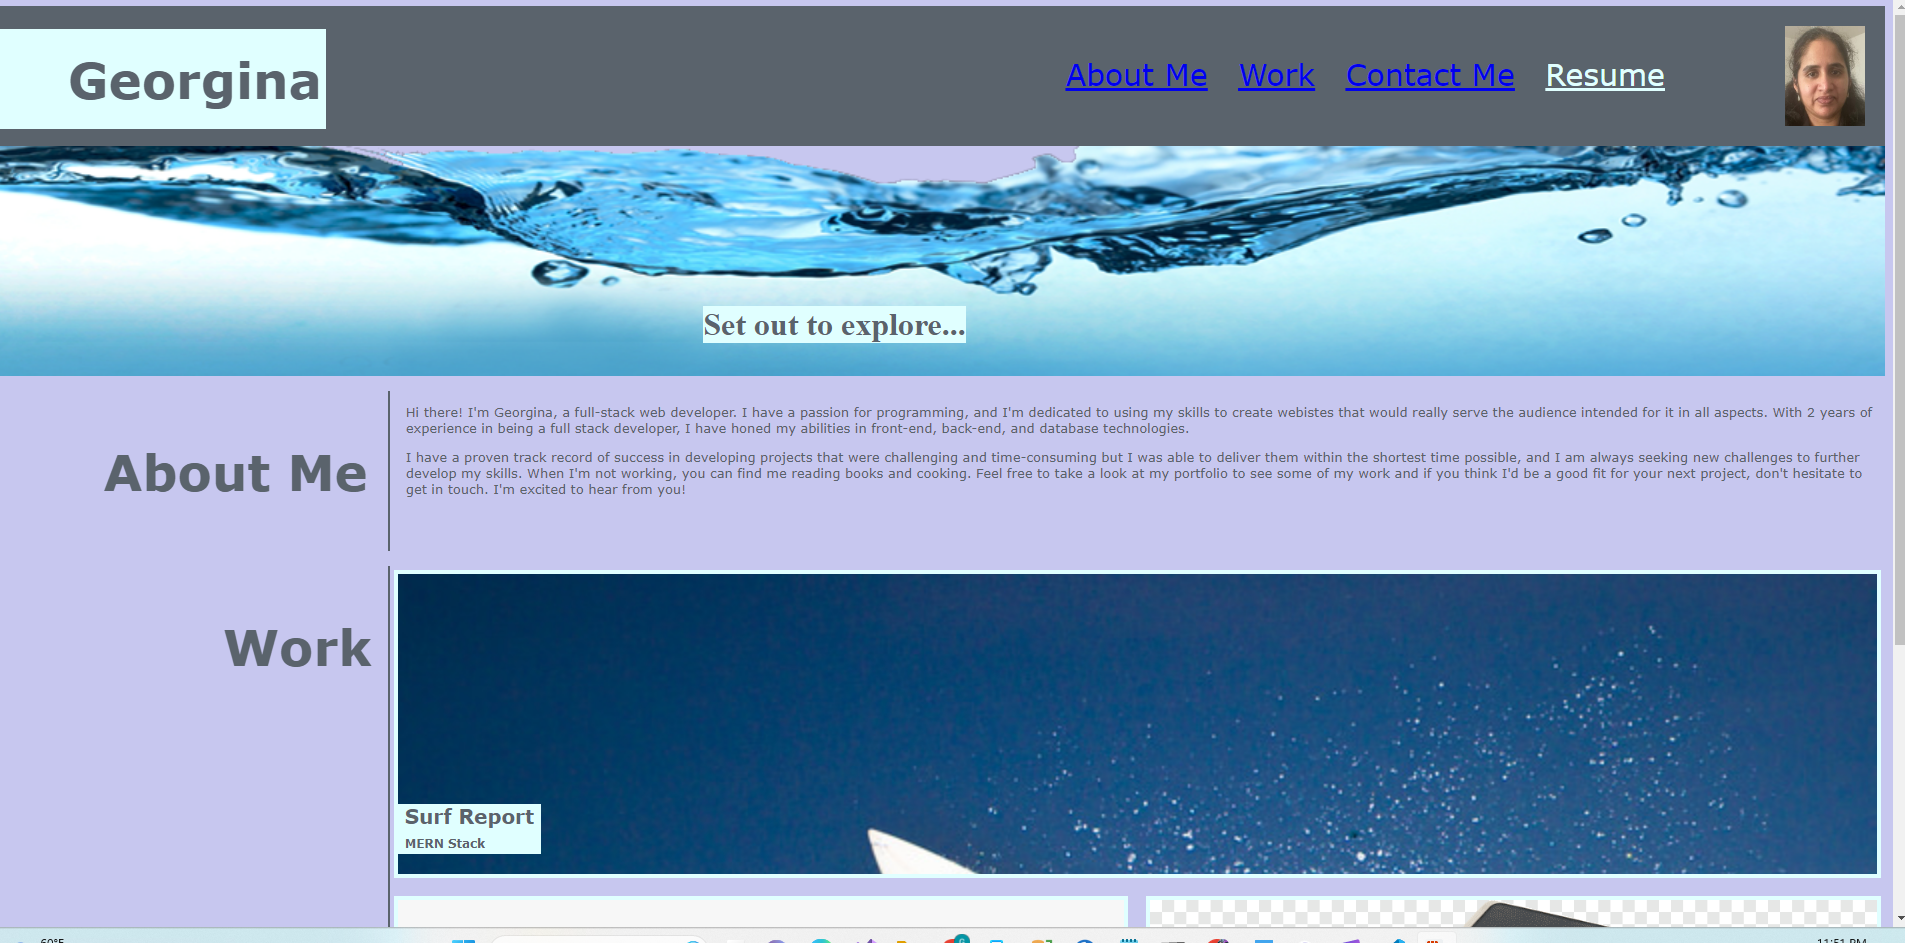 Georgina
About Me Work Contact Me Resume
Set out to explore...
About Me
Hi there! I'm Georgina, a full-stack web developer. I have a passion for programming, and I'm dedicated to using my skills to create webistes that would really serve the audience intended for it in all aspects. With 2 years of
experience in being a full stack developer, I have honed my abilities in front-end, back-end, and database technologies.
I have a proven track record of success in developing projects that were challenging and time-consuming but I was able to deliver them within the shortest time possible, and I am always seeking new challenges to further
develop my skills. When I'm not working, you can find me reading books and cooking. Feel free to take a look at my portfolio to see some of my work and if you think I'd be a good fit for your next project, don't hesitate to
get in touch. I'm excited to hear from you!
Work
Surf Report
MERN Stack
60°F
11:51 PM